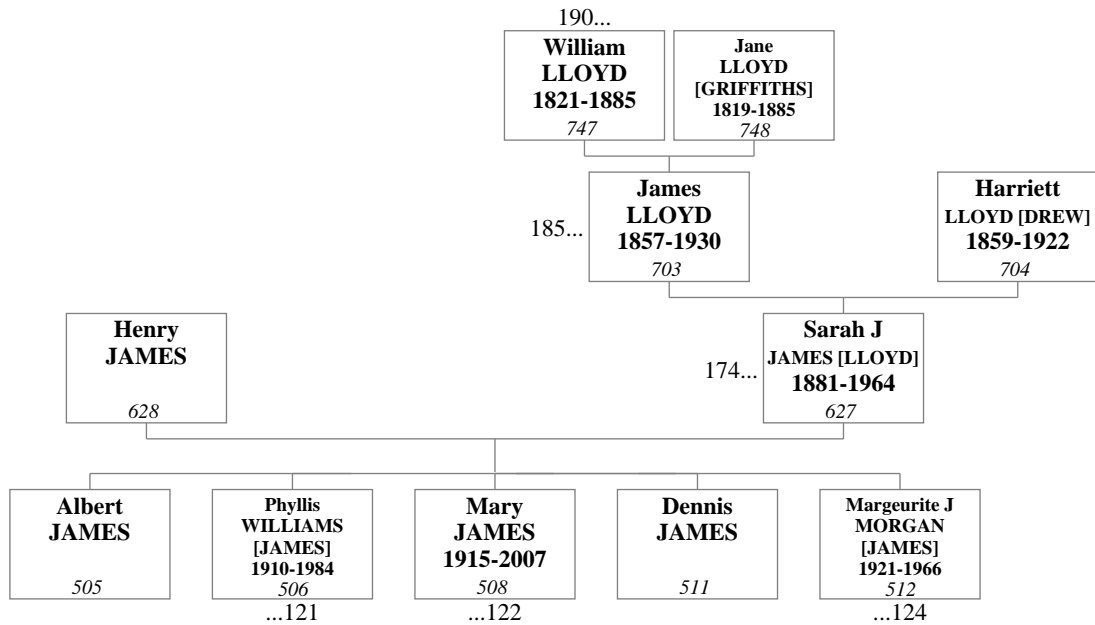 190...
William
LLOYD
1821-1885
747
Jane
LLOYD
[GRIFFITHS]
1819-1885
748
185...
James
LLOYD
1857-1930
703
Harriett
LLOYD [DREW]
1859-1922
704
Henry
JAMES
628
174...
Sarah J
JAMES [LLOYD]
1881-1964
627
Albert
JAMES
505
Phyllis
WILLIAMS
[JAMES]
1910-1984
506
...121
Mary
JAMES
1915-2007
508
...122
Dennis
JAMES
511
Margeurite J
MORGAN
[JAMES]
1921-1966
512
...124